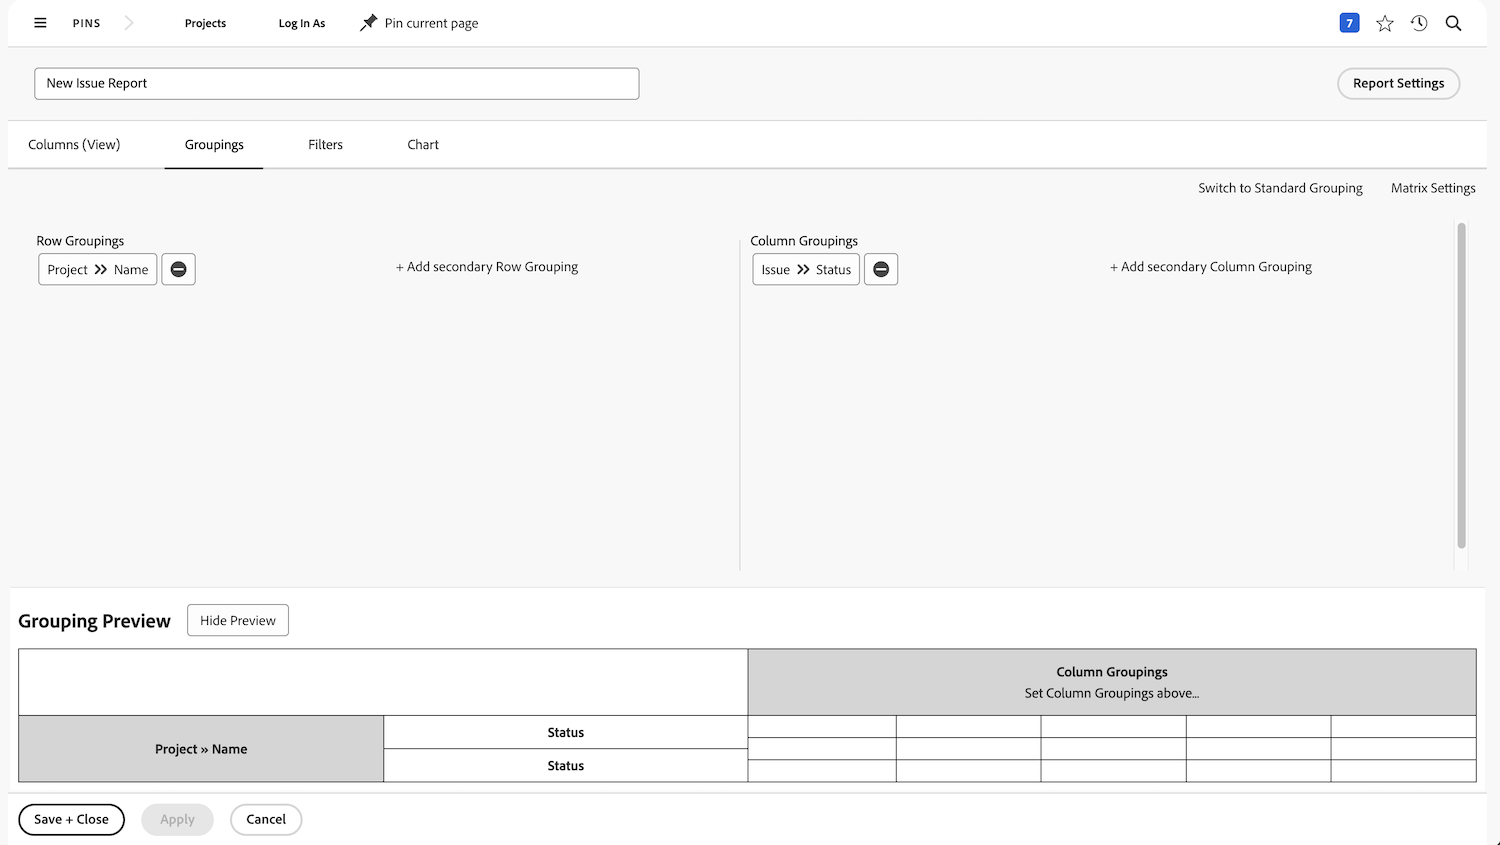 PINS Projects Log In As Pin current page 7
New Issue Report Report Settings
Columns (View) Groupings Filters Chart
Switch to Standard Grouping Matrix Settings
Row Groupings Column Groupings
Project >> Name + Add secondary Row Grouping Issue >> Status + Add secondary Column Grouping
Grouping Preview Hide Preview
Column Groupings
Set Column Groupings above...
Status
Project » Name
Status
Save + Close Apply Cancel